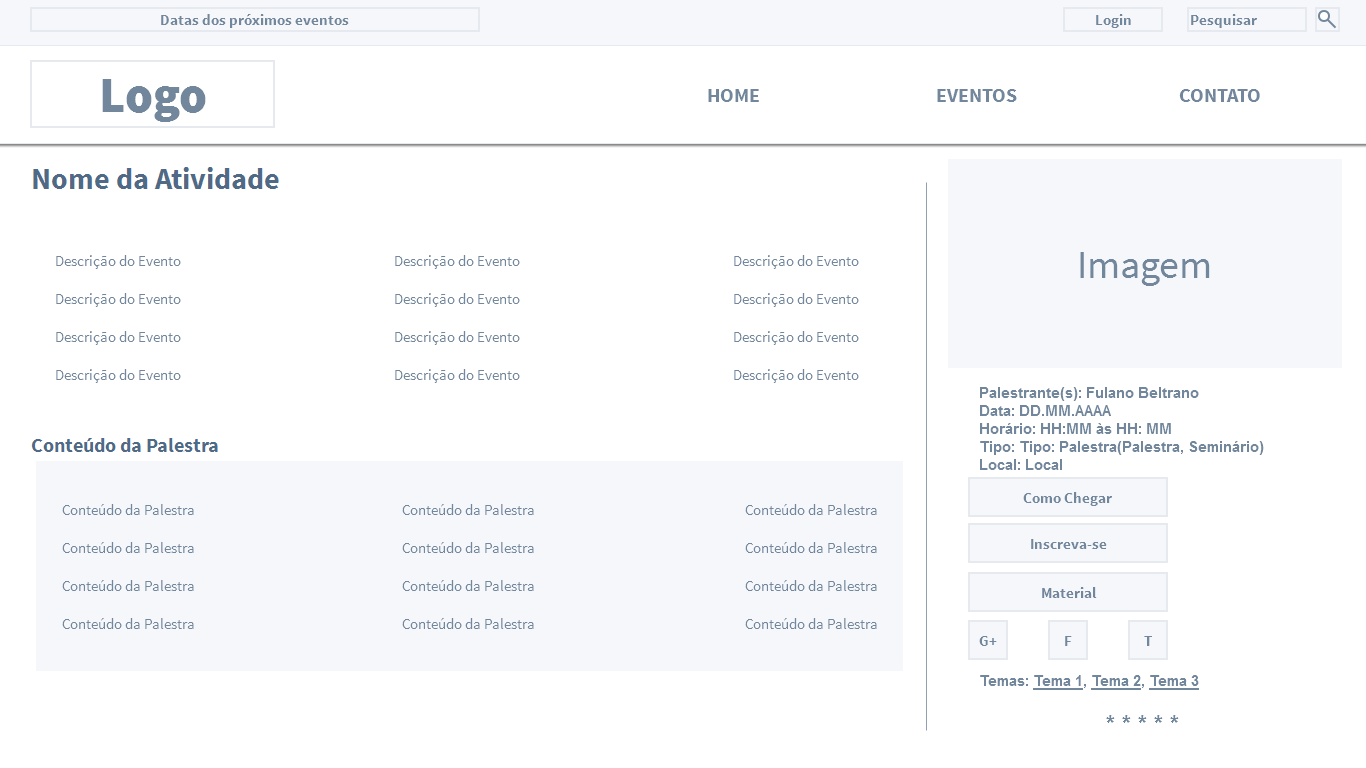 Datas dos próximos eventos Login Pesquisar
Logo HOME EVENTOS CONTATO
Nome da Atividade
Descrição do Evento Descrição do Evento Descrição do Evento
Descrição do Evento Descrição do Evento Descrição do Evento
Descrição do Evento Descrição do Evento Descrição do Evento
Descrição do Evento Descrição do Evento Descrição do Evento
Conteúdo da Palestra
Conteúdo da Palestra Conteúdo da Palestra Conteúdo da Palestra
Conteúdo da Palestra Conteúdo da Palestra Conteúdo da Palestra
Conteúdo da Palestra Conteúdo da Palestra Conteúdo da Palestra
Conteúdo da Palestra Conteúdo da Palestra Conteúdo da Palestra
Imagem
Palestrante(s): Fulano Beltrano
Data: DD.MM.AAAA
Horário: HH:MM às HH: MM
Tipo: Tipo: Palestra(Palestra, Seminário)
Local: Local
Como Chegar
Inscreva-se
Material
G+ F T
Temas: Tema 1, Tema 2, Tema 3
* * * * *